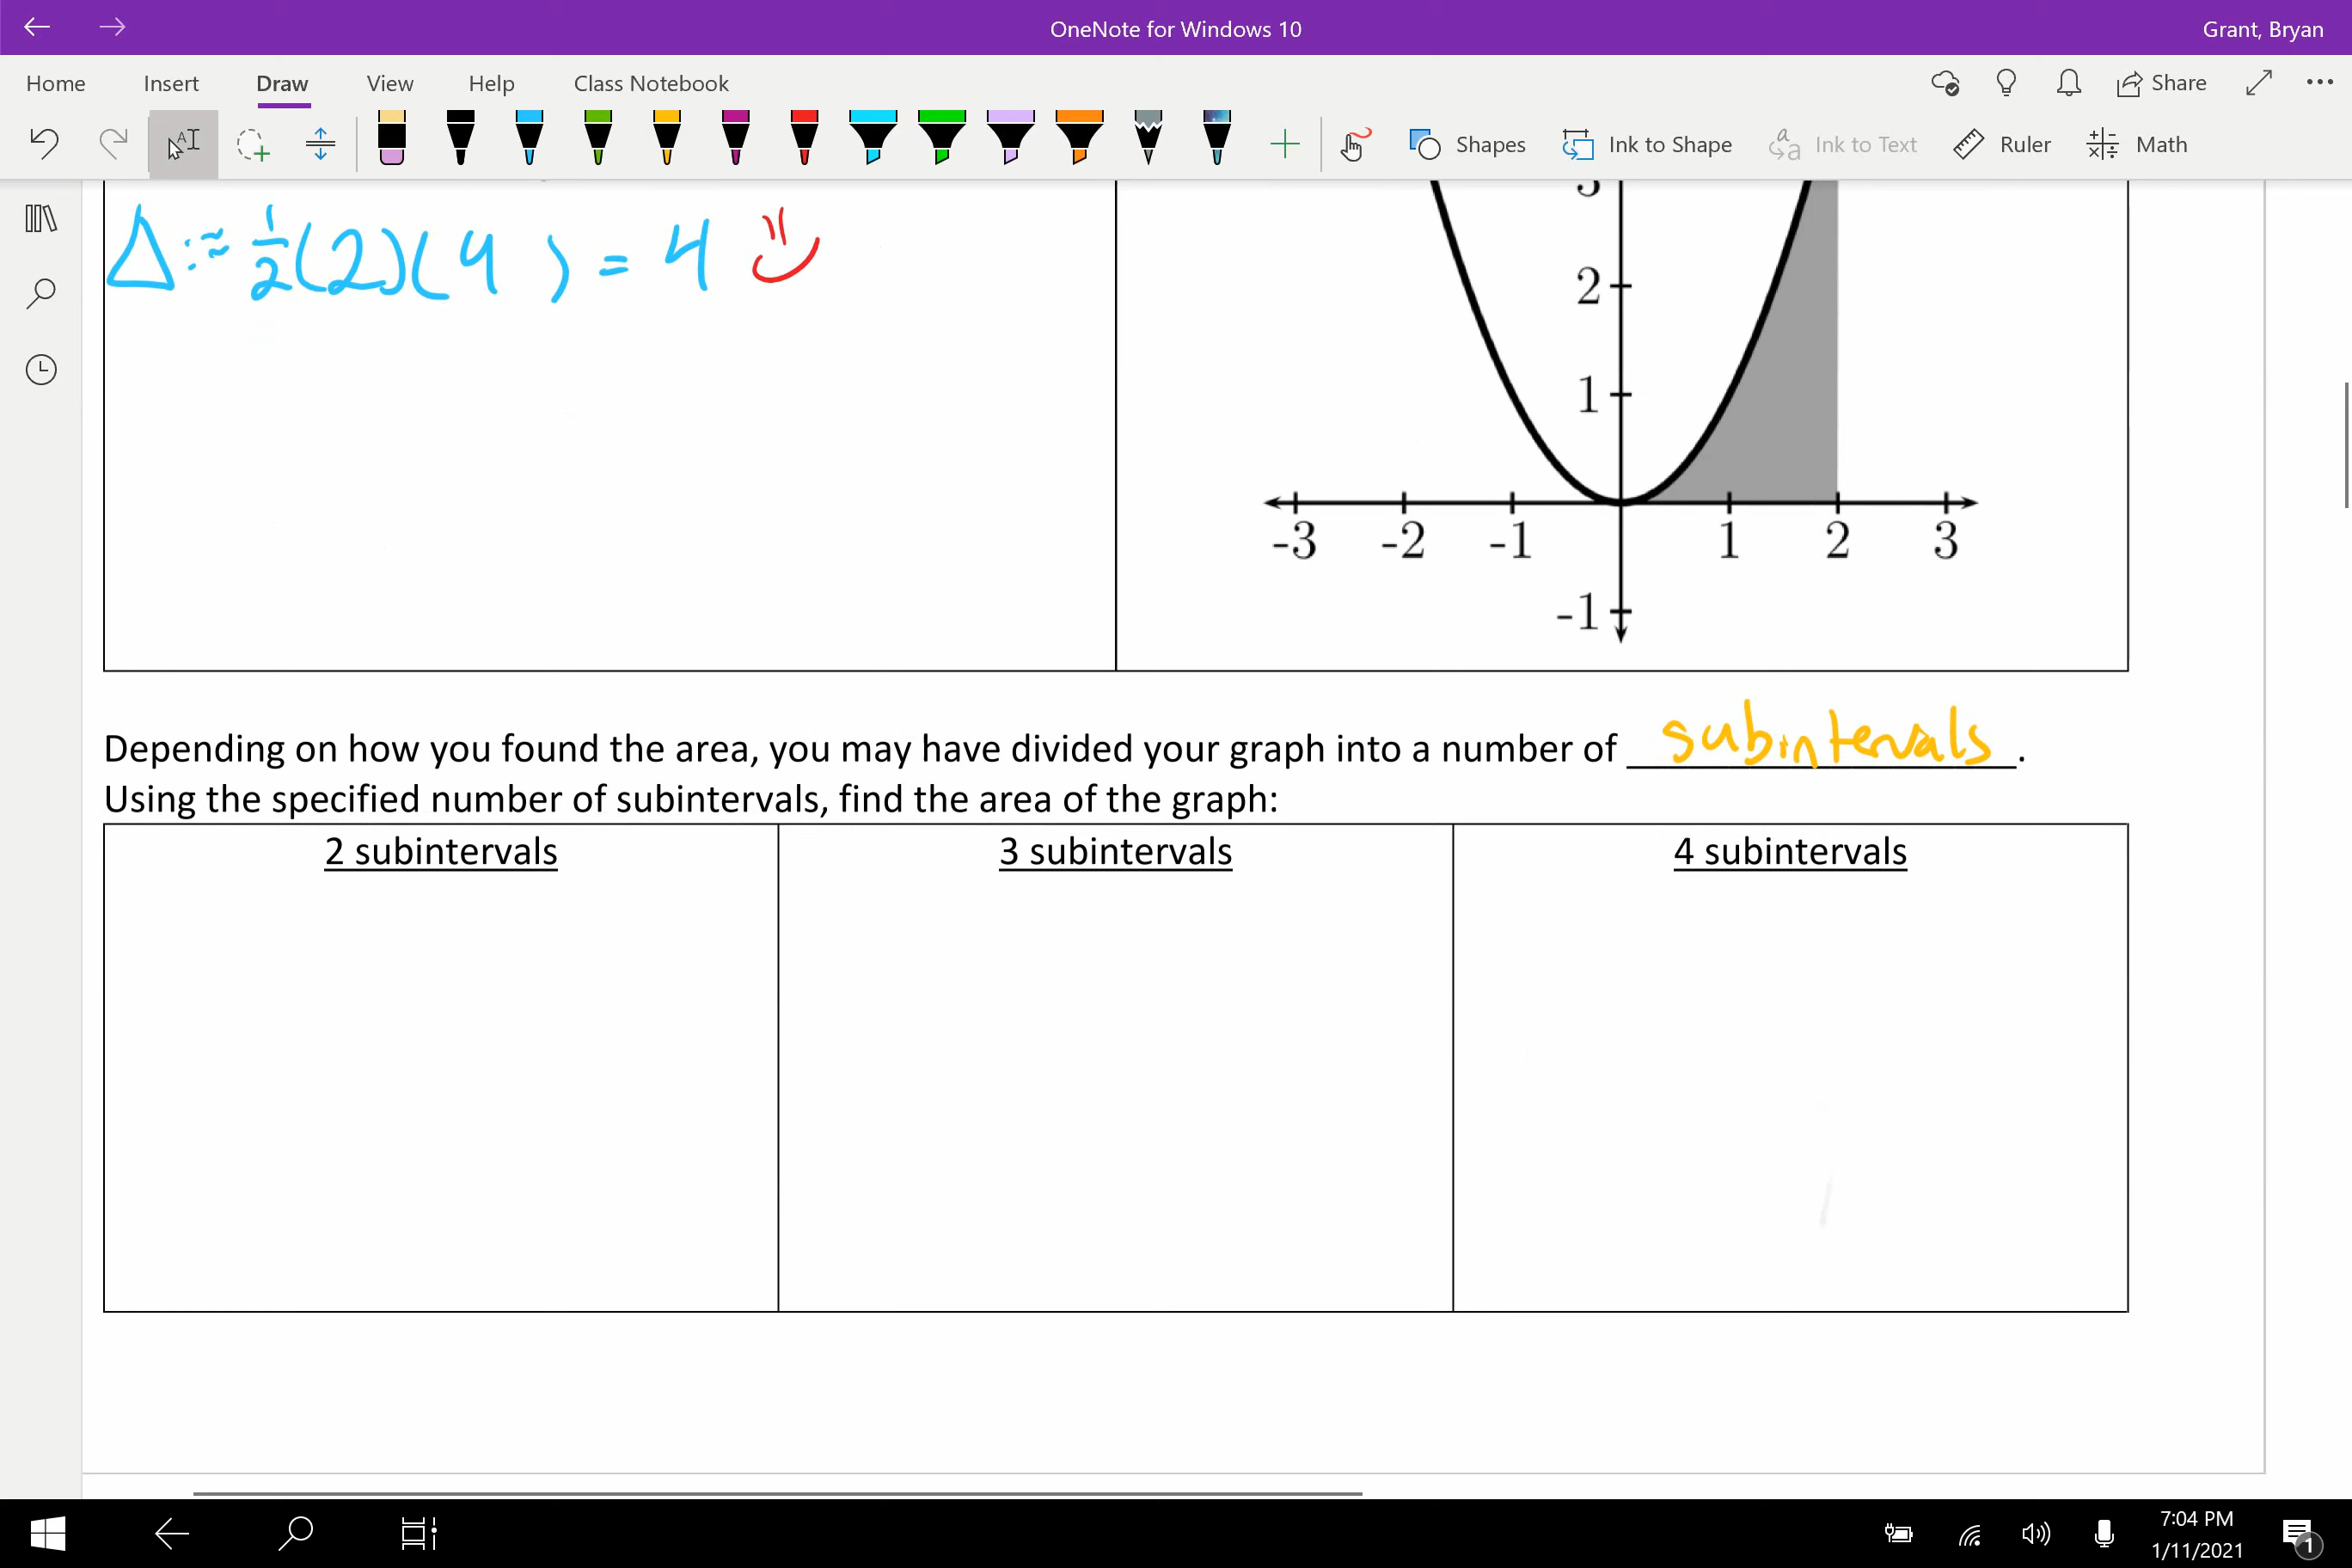 OneNote for Windows 10
Grant, Bryan
Home Insert Draw View Help Class Notebook
Share
Shapes Ink to Shape Ink to Text Ruler Math
Δ:≈ 1/2(2)(4 ) = 4
2
1
-3 -2 -1 1 2 3
-1
Depending on how you found the area, you may have divided your graph into a number of subintervals.
Using the specified number of subintervals, find the area of the graph:
2 subintervals 3 subintervals 4 subintervals
7:04 PM
1/11/2021
1